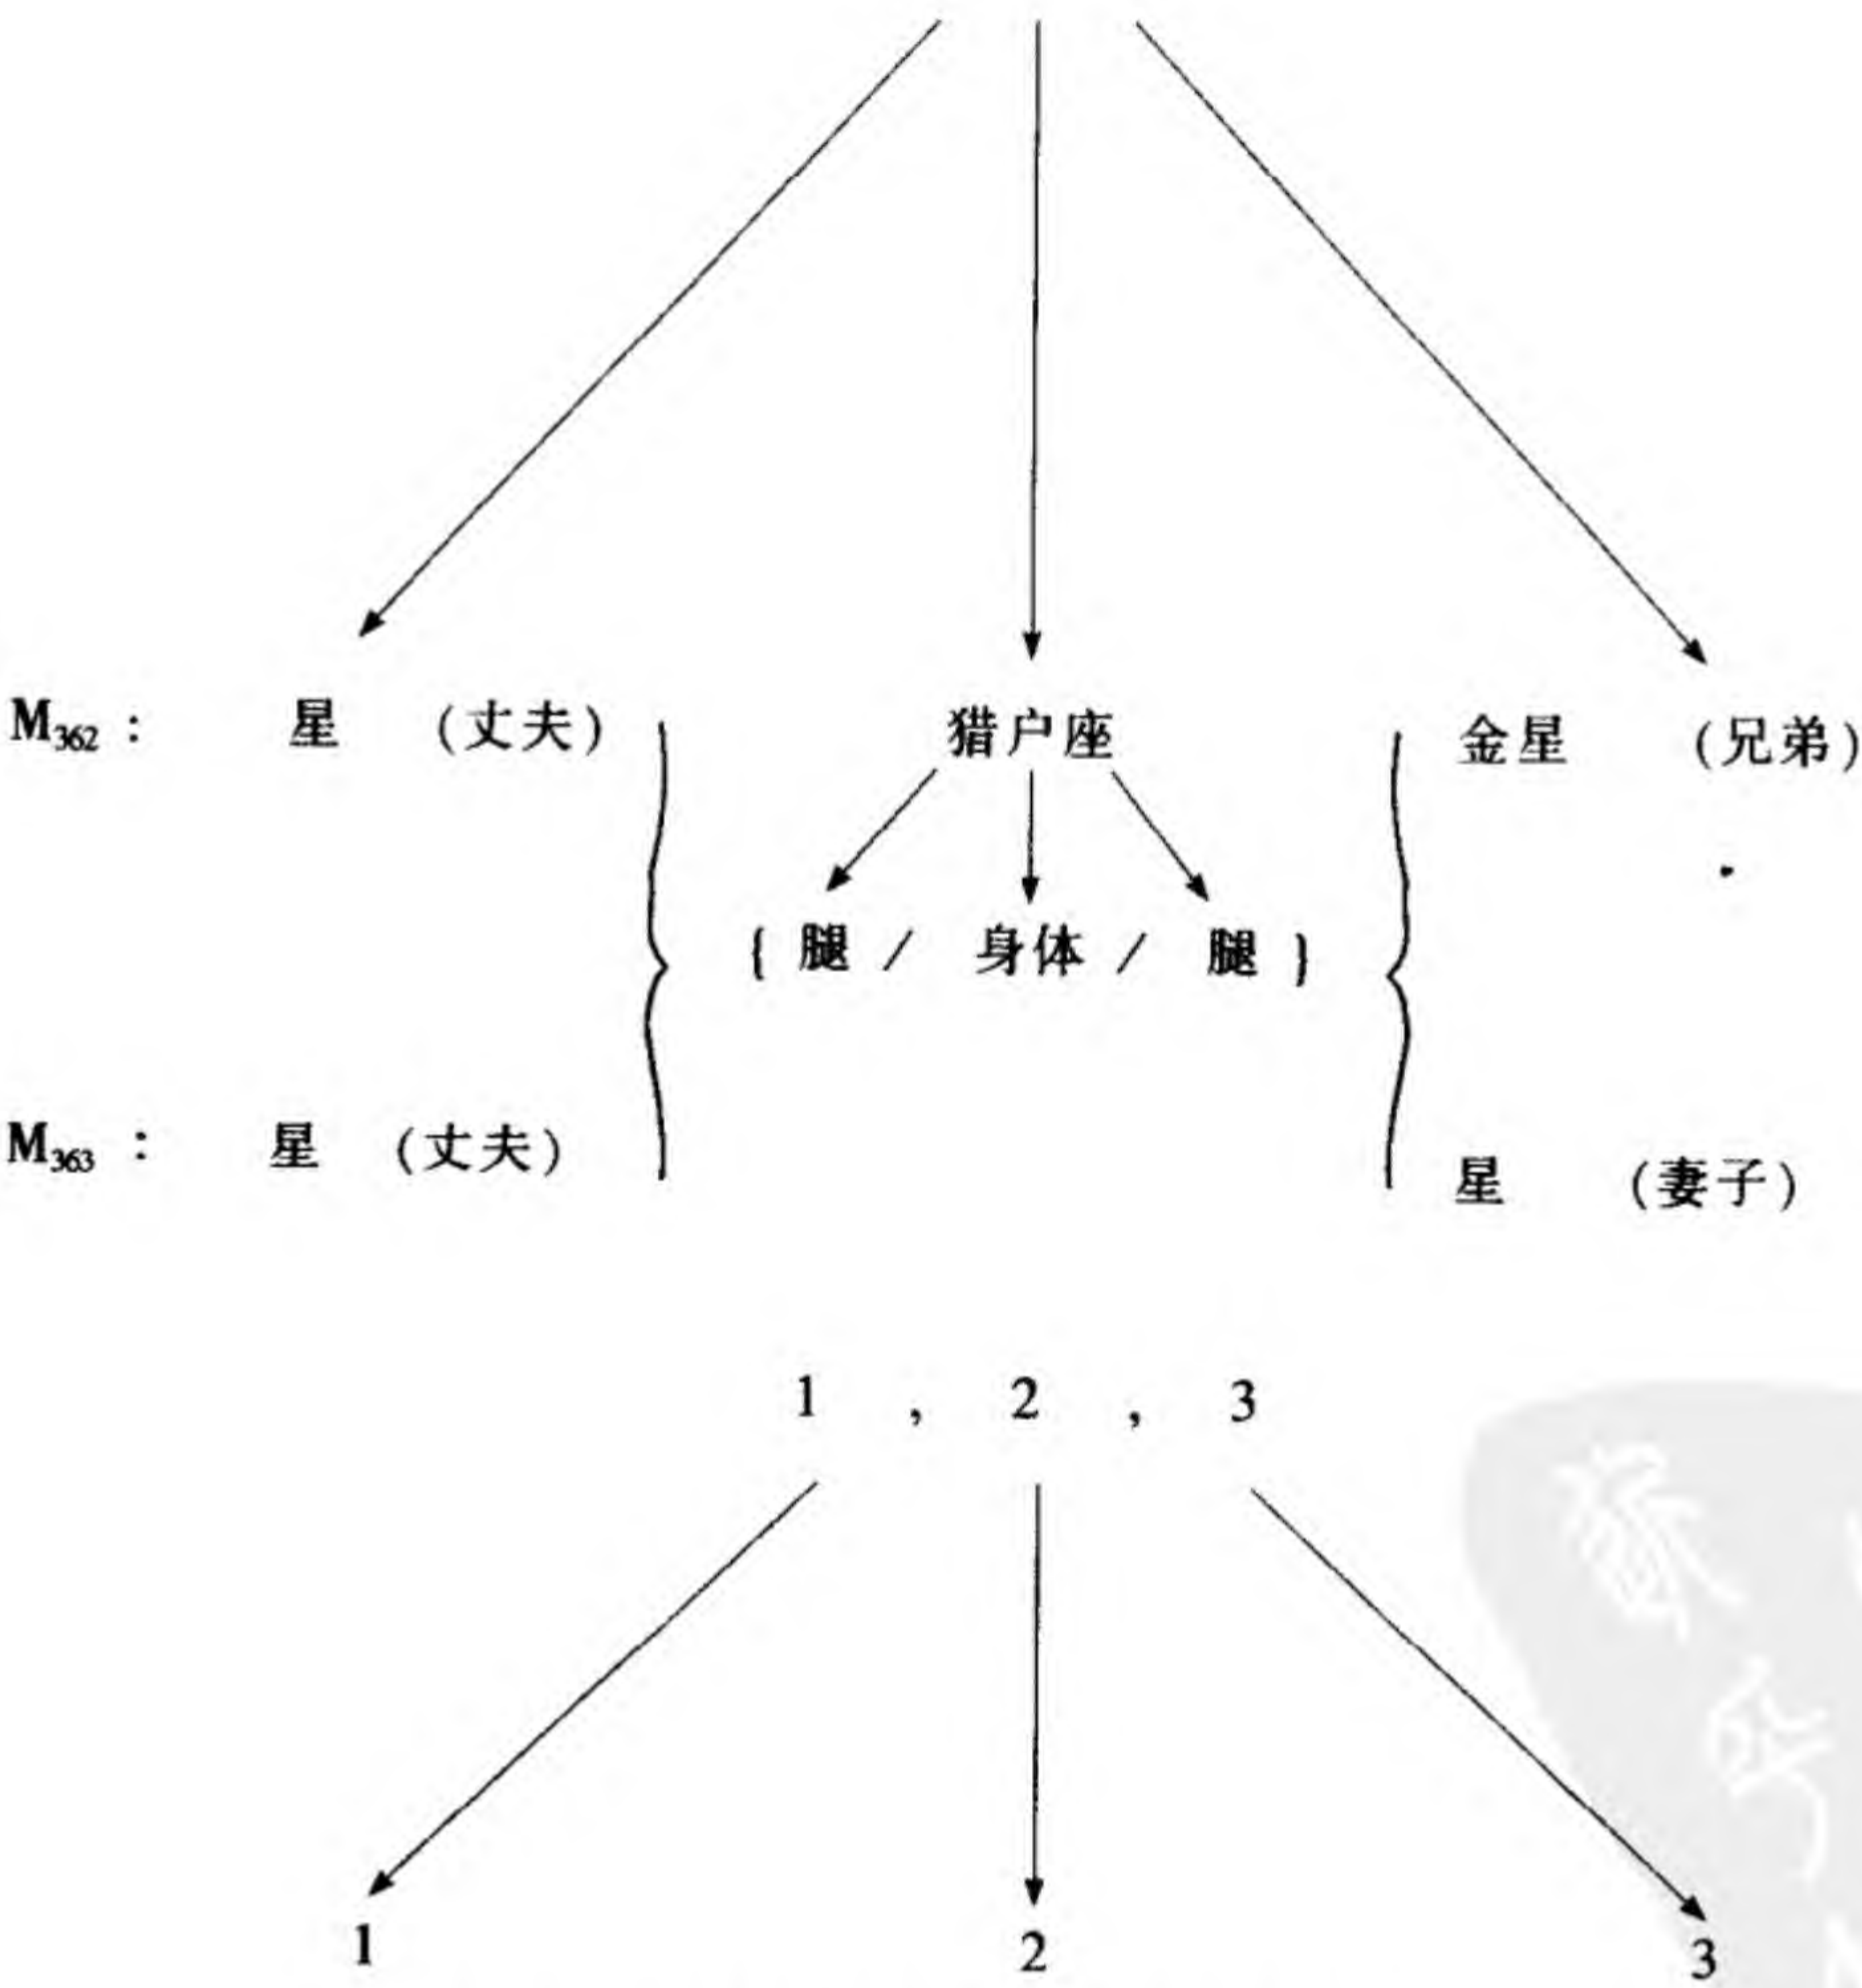 M₃₆₂ : 星 (丈夫) 猎户座 金星 (兄弟)
{ 腿 / 身体 / 腿 }
M₃₆₃ : 星 (丈夫) 星 (妻子)
1 , 2 , 3
1 2 3